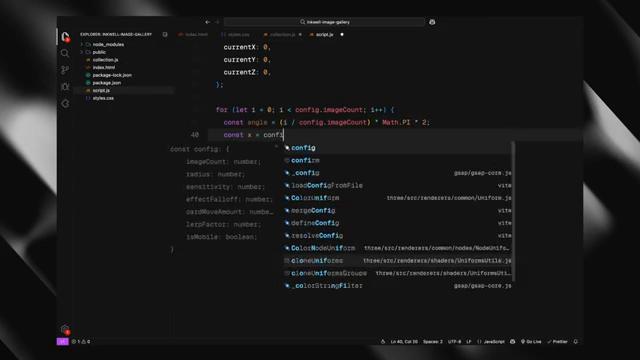 inkwell-image-gallery
EXPLORER: INKWELL-IMAGE-GALLERY
index.html
styles.css
collection.js
script.js
node_modules
public
collection.js
index.html
package-lock.json
package.json
script.js
styles.css
currentX: 0,
currentY: 0,
currentZ: 0,
};
for (let i = 0; i < config.imageCount; i++) {
const angle = (i / config.imageCount) * Math.PI * 2;
40 const x = confi
const config: {
imageCount: number;
radius: number;
sensitivity: number;
effectFalloff: number;
cardMoveAmount: numbe...
lerpFactor: number;
isMobile: boolean;
}
config
confirm
_config gsap/gsap-core.js
loadConfigFromFile vite
ColorUniform three/src/renderers/common/Uniform…
mergeConfig vite
defineConfig vite
resolveConfig vite
ColorNodeUniform three/src/renderers/common/nodes/NodeUnifo…
cloneUniforms three/src/renderers/shaders/UniformsUtils.js
cloneUniformsGroups three/src/renderers/shaders/UniformsUtils.js
_colorStringFilter gsap/gsap-core.js
1 0
Ln 40, Col 20 Spaces: 2 UTF-8 LF {} JavaScript Go Live Prettier